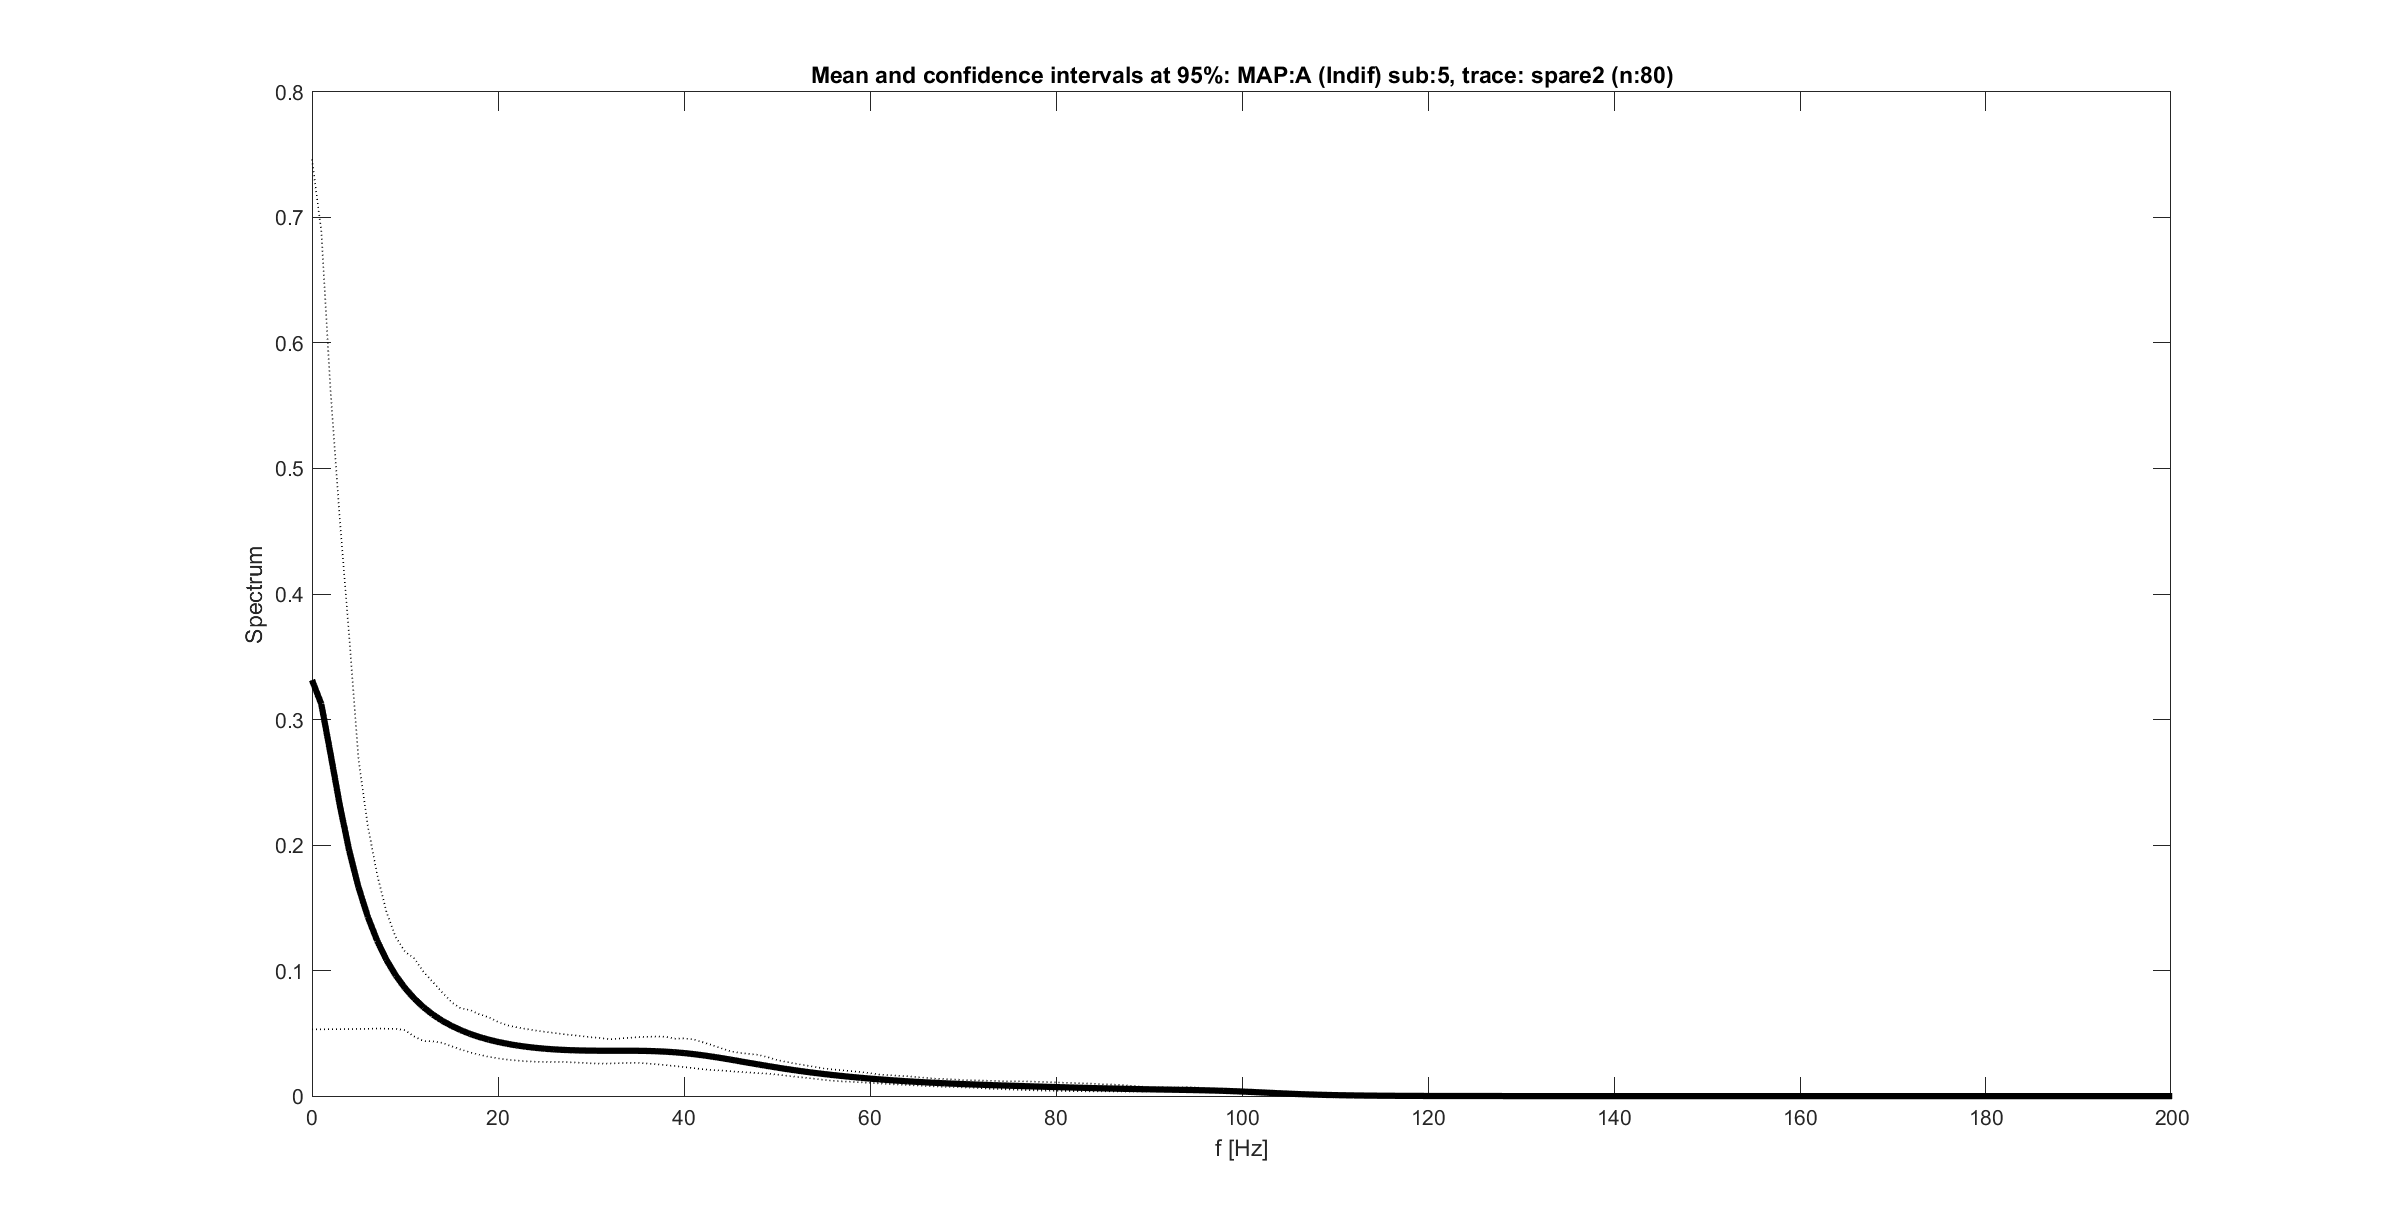 Mean and confidence intervals at 95%: MAP:A (Indif) sub:5, trace: spare2 (n:80)
0.8
0.7
0.6
0.5
0.4
0.3
0.2
0.1
0
Spectrum
0 20 40 60 80 100 120 140 160 180 200
f [Hz]